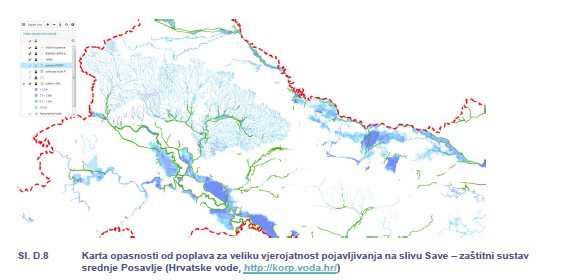 Sl. D.8 Karta opasnosti od poplava za veliku vjerojatnost pojavljivanja na slivu Save – zaštitni sustav
srednje Posavlje (Hrvatske vode, http://korp.voda.hr/)